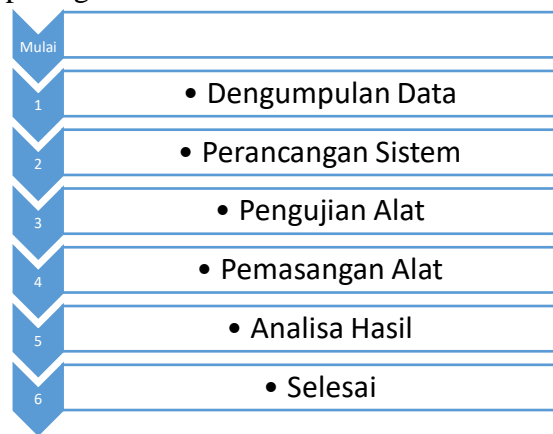 Mulai
1
• Dengumpulan Data
2
• Perancangan Sistem
3
• Pengujian Alat
4
• Pemasangan Alat
5
• Analisa Hasil
6
• Selesai